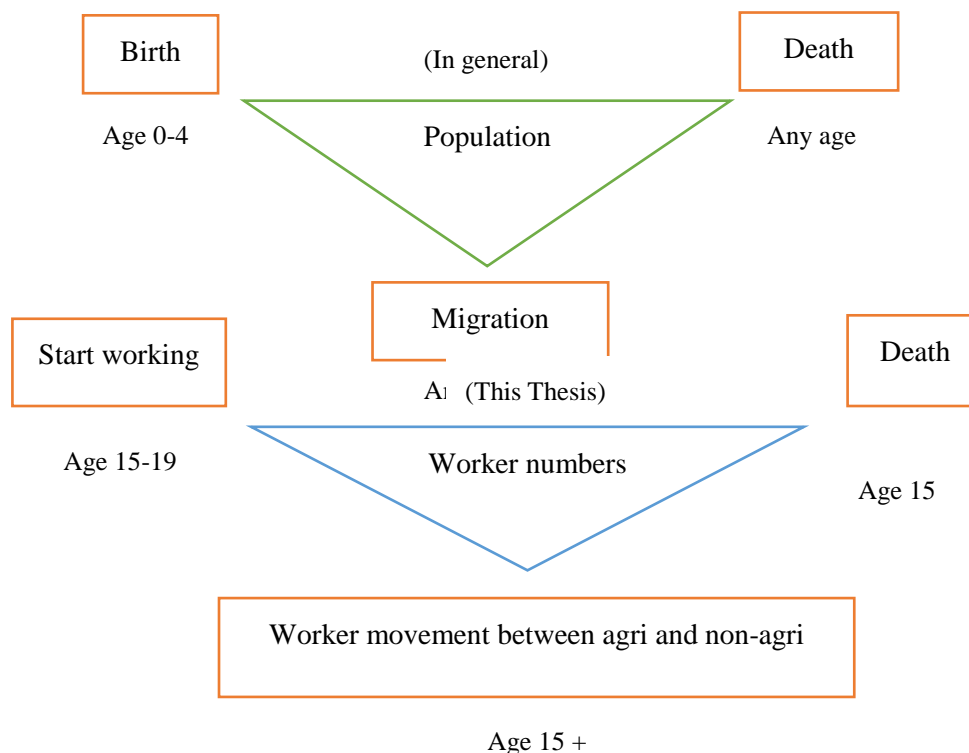 Birth
(In general)
Death
Age 0-4
Population
Any age
Migration
Start working
Death
(This Thesis)
Age 15-19
Worker numbers
Age 15
Worker movement between agri and non-agri
Age 15 +